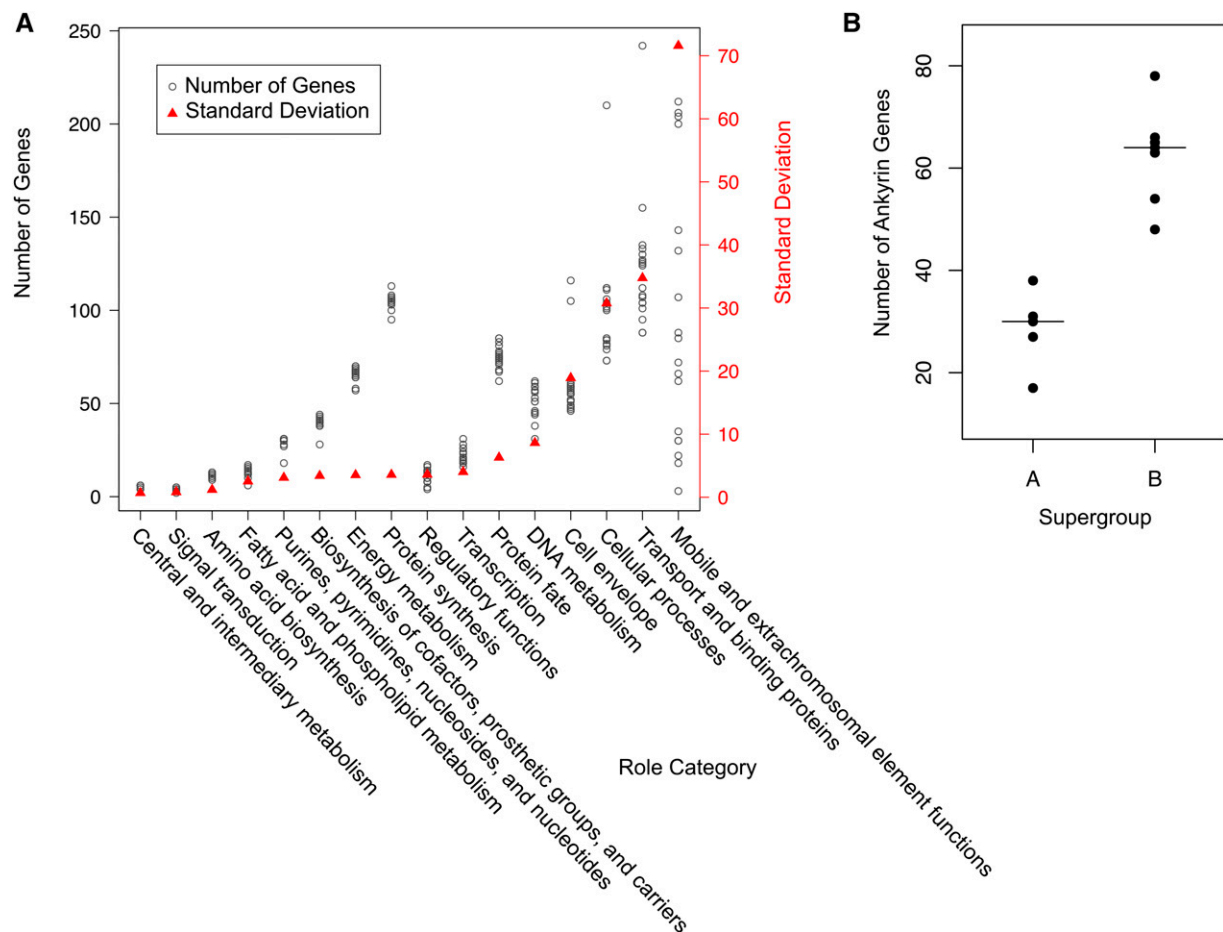 A
250
200
150
100
50
0
Number of Genes
Number of Genes
Standard Deviation
70
60
50
40
30
20
10
0
Standard Deviation
Central and intermediary metabolism
Signal transduction
Amino acid biosynthesis
Fatty acid and phospholipid metabolism
Purines, pyrimidines, nucleosides, and nucleotides
Biosynthesis of cofactors, prosthetic groups, and carriers
Energy metabolism
Protein synthesis
Regulatory functions
Transcription
Protein fate
DNA metabolism
Cell envelope
Cellular processes
Transport and binding proteins
Mobile and extrachromosomal element functions
Role Category
B
80
60
40
20
Number of Ankyrin Genes
A
B
Supergroup